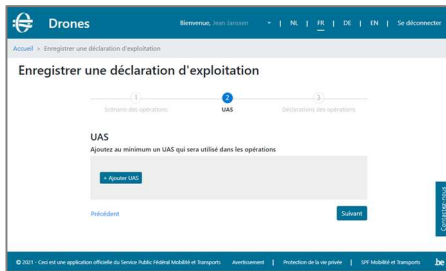 Drones
Bienvenue, Jean Janssen | NL | FR | DE | EN | Se déconnecter
Accueil > Enregistrer une déclaration d'exploitation
Enregistrer une déclaration d'exploitation
1 2 3
Scénario des opérations UAS Déclarations des opérations
UAS
Ajoutez au minimum un UAS qui sera utilisé dans les opérations
+ Ajouter UAS
Précédent Suivant
Contactez-nous
© 2021 - Ceci est une application officielle du Service Public Fédéral Mobilité et Transports Avertissement | Protection de la vie privée | SPF Mobilité et Transports .be